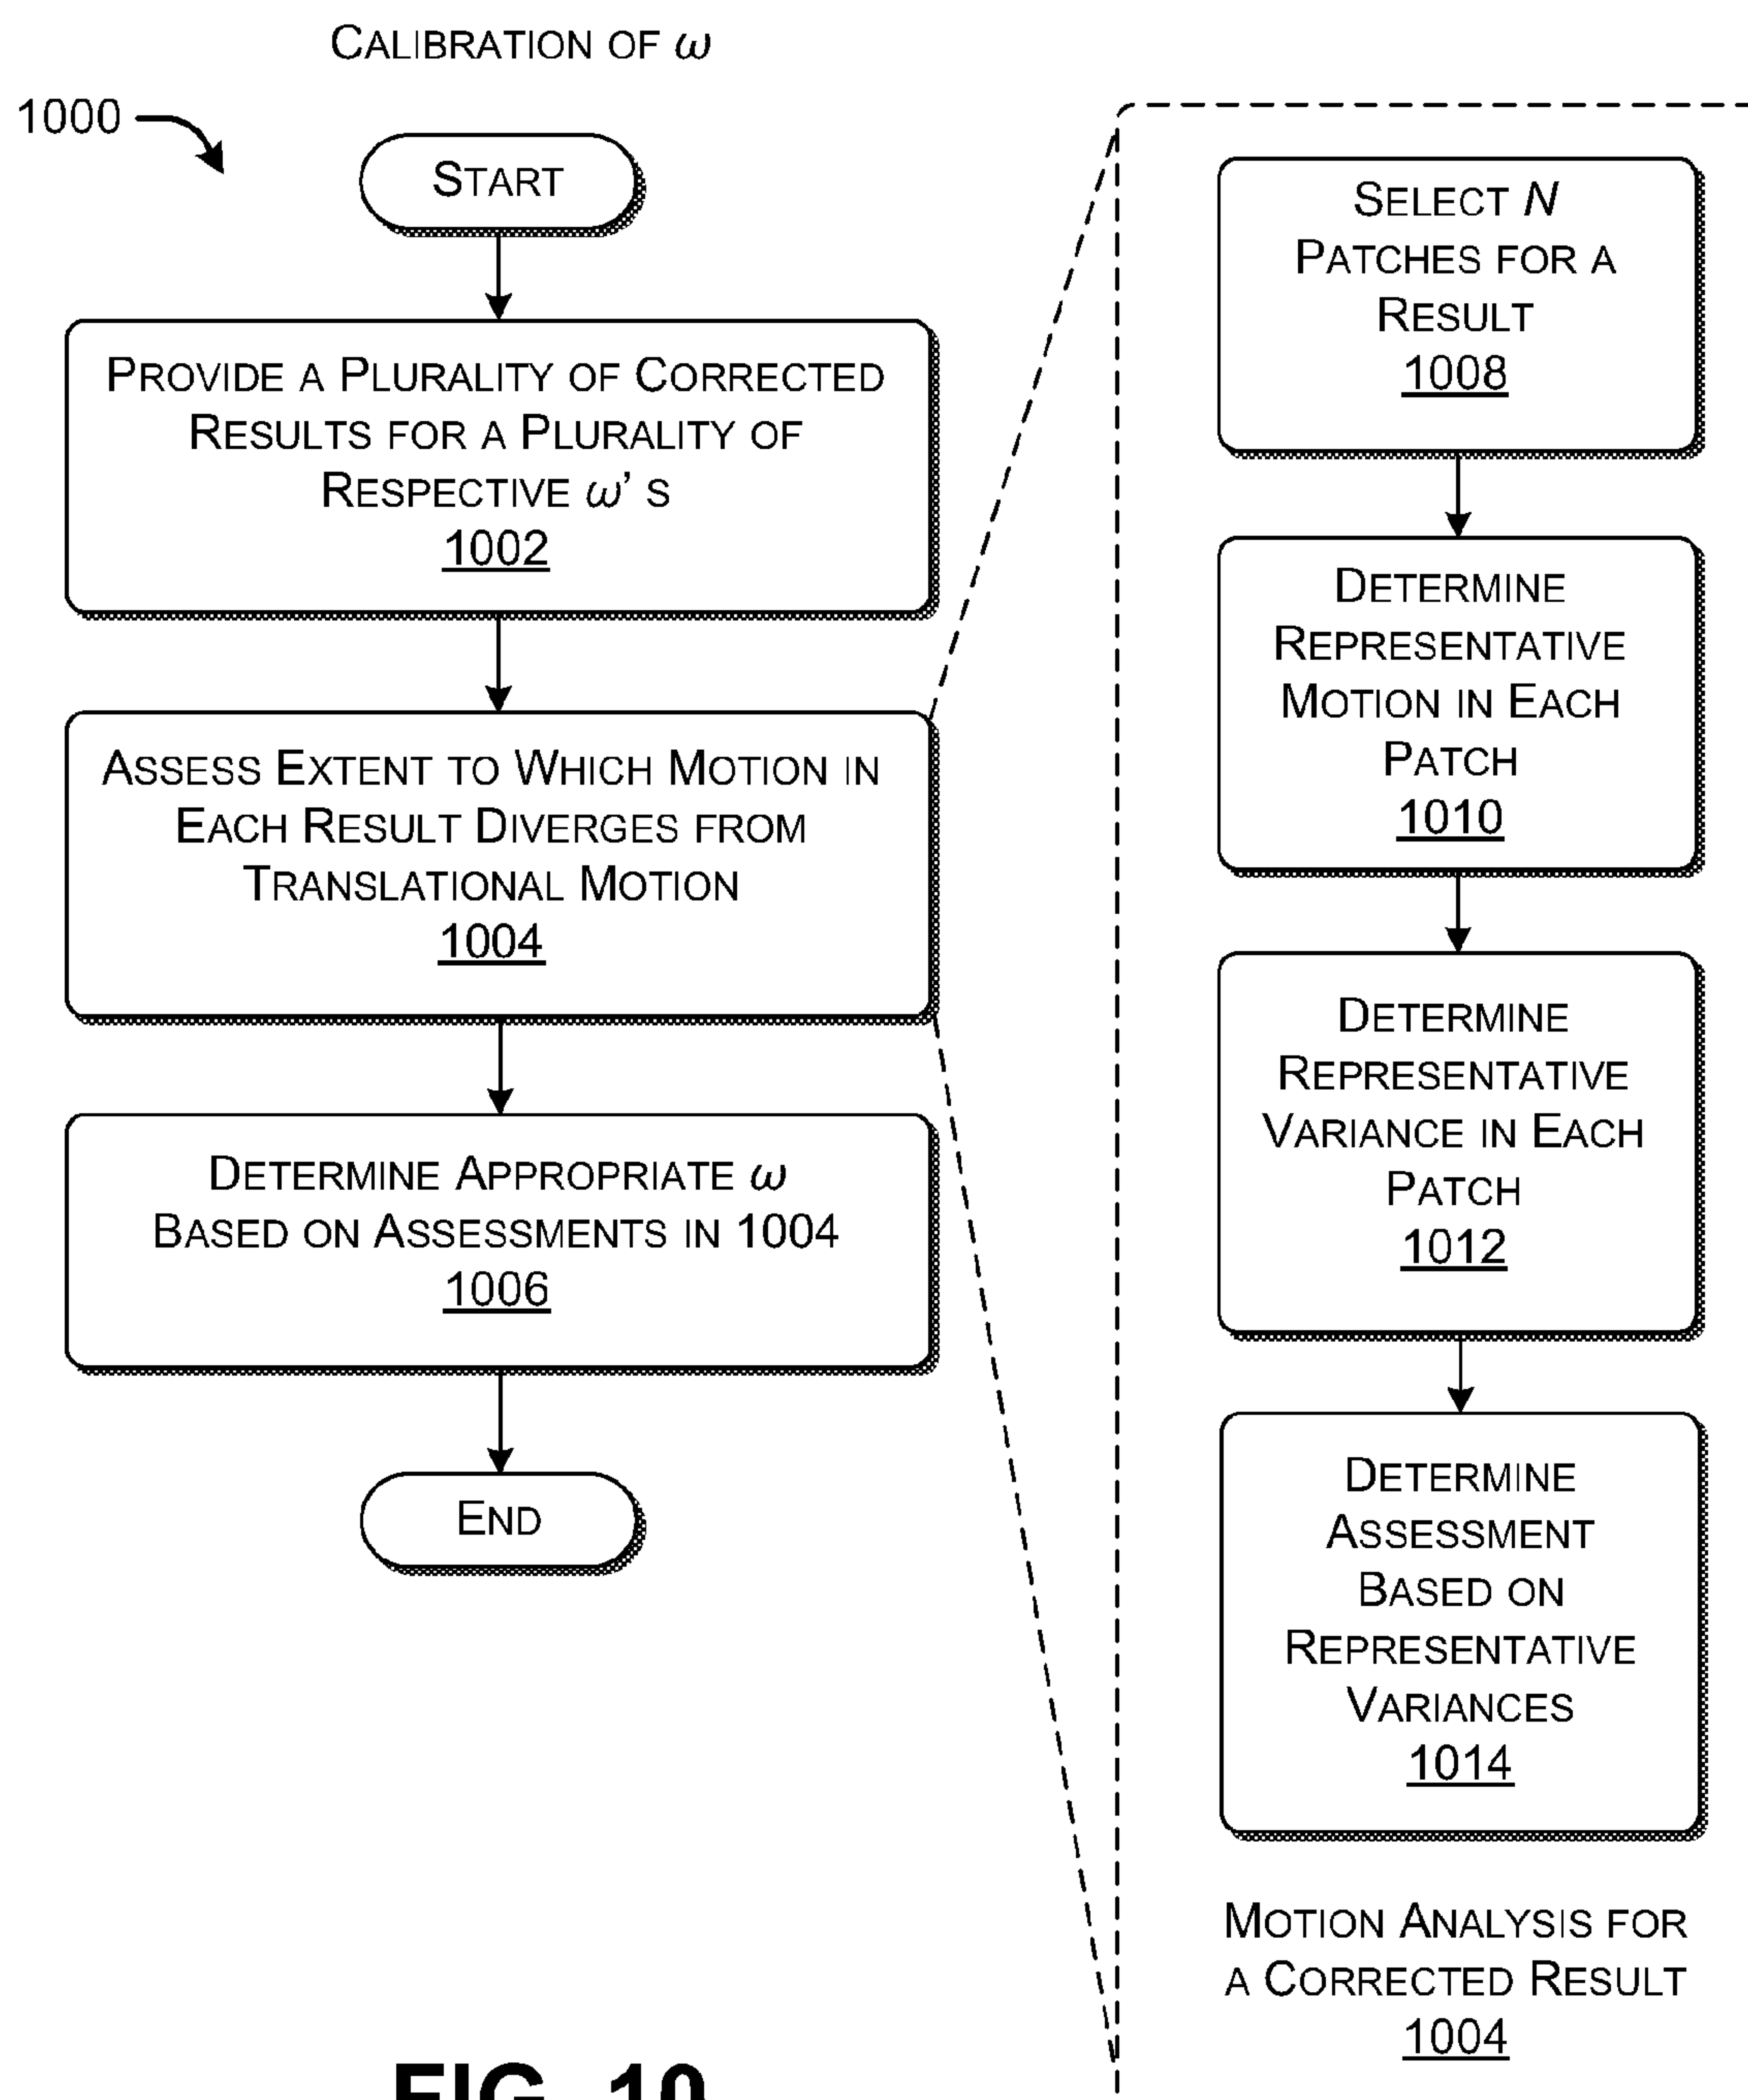 CALIBRATION OF ω
1000
START
PROVIDE A PLURALITY OF CORRECTED
RESULTS FOR A PLURALITY OF
RESPECTIVE ω' S
1002
ASSESS EXTENT TO WHICH MOTION IN
EACH RESULT DIVERGES FROM
TRANSLATIONAL MOTION
1004
DETERMINE APPROPRIATE ω
BASED ON ASSESSMENTS IN 1004
1006
END
SELECT N
PATCHES FOR A
RESULT
1008
DETERMINE
REPRESENTATIVE
MOTION IN EACH
PATCH
1010
DETERMINE
REPRESENTATIVE
VARIANCE IN EACH
PATCH
1012
DETERMINE
ASSESSMENT
BASED ON
REPRESENTATIVE
VARIANCES
1014
MOTION ANALYSIS FOR
A CORRECTED RESULT
1004
FIG. 10